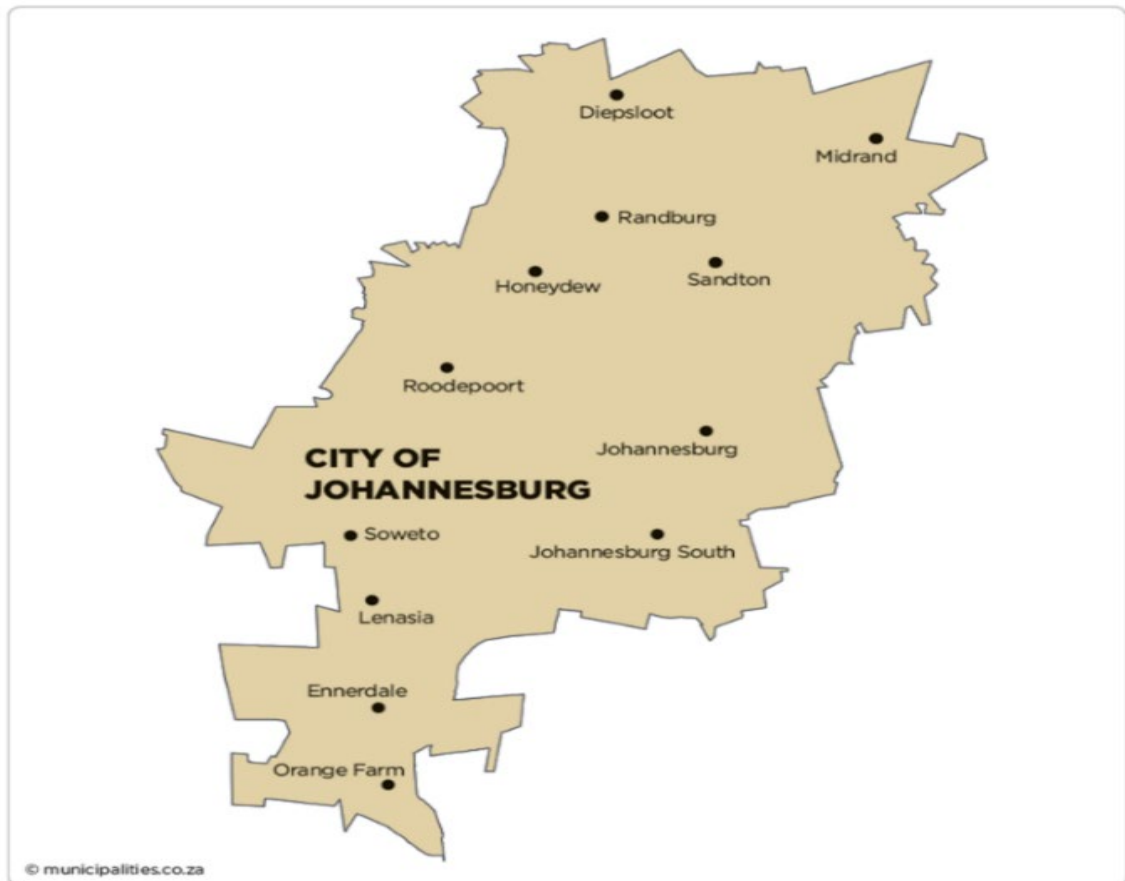 Diepsloot
Midrand
Randburg
Sandton
Honeydew
Roodepoort
Johannesburg
CITY OF
JOHANNESBURG
Soweto
Johannesburg South
Lenasia
Ennerdale
Orange Farm
© municipalities.co.za